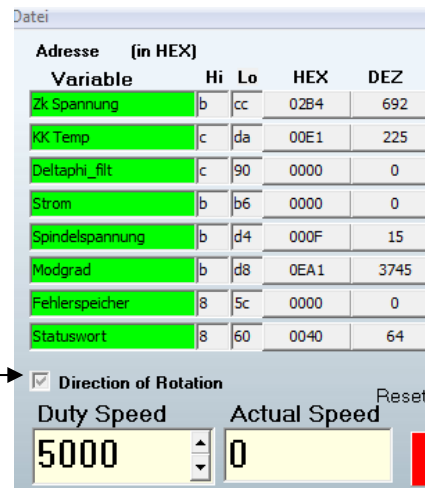 Datei
Adresse (in HEX)
Variable Hi Lo HEX DEZ
Zk Spannung b cc 02B4 692
KK Temp c da 00E1 225
Deltaphi_filt c 90 0000 0
Strom b b6 0000 0
Spindelspannung b d4 000F 15
Modgrad b d8 0EA1 3745
Fehlerspeicher 8 5c 0000 0
Statuswort 8 60 0040 64
Direction of Rotation
Reset
Duty Speed Actual Speed
5000 0